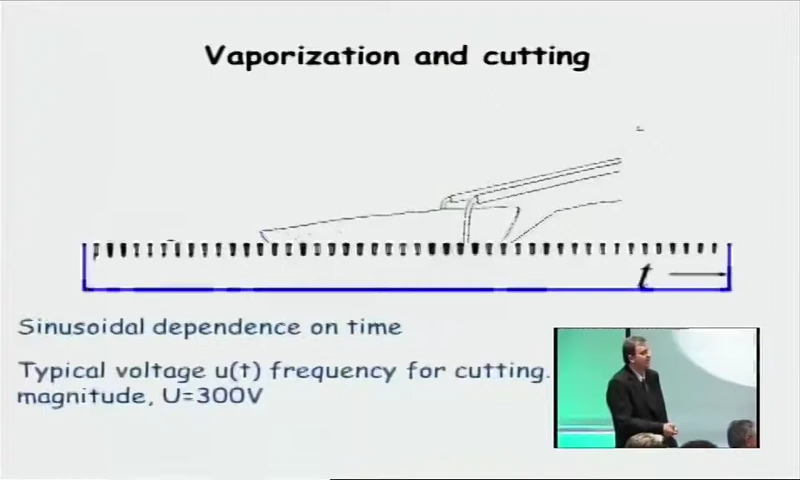 Vaporization and cutting
t
Sinusoidal dependence on time
Typical voltage u(t) frequency for cutting.
magnitude, U=300V